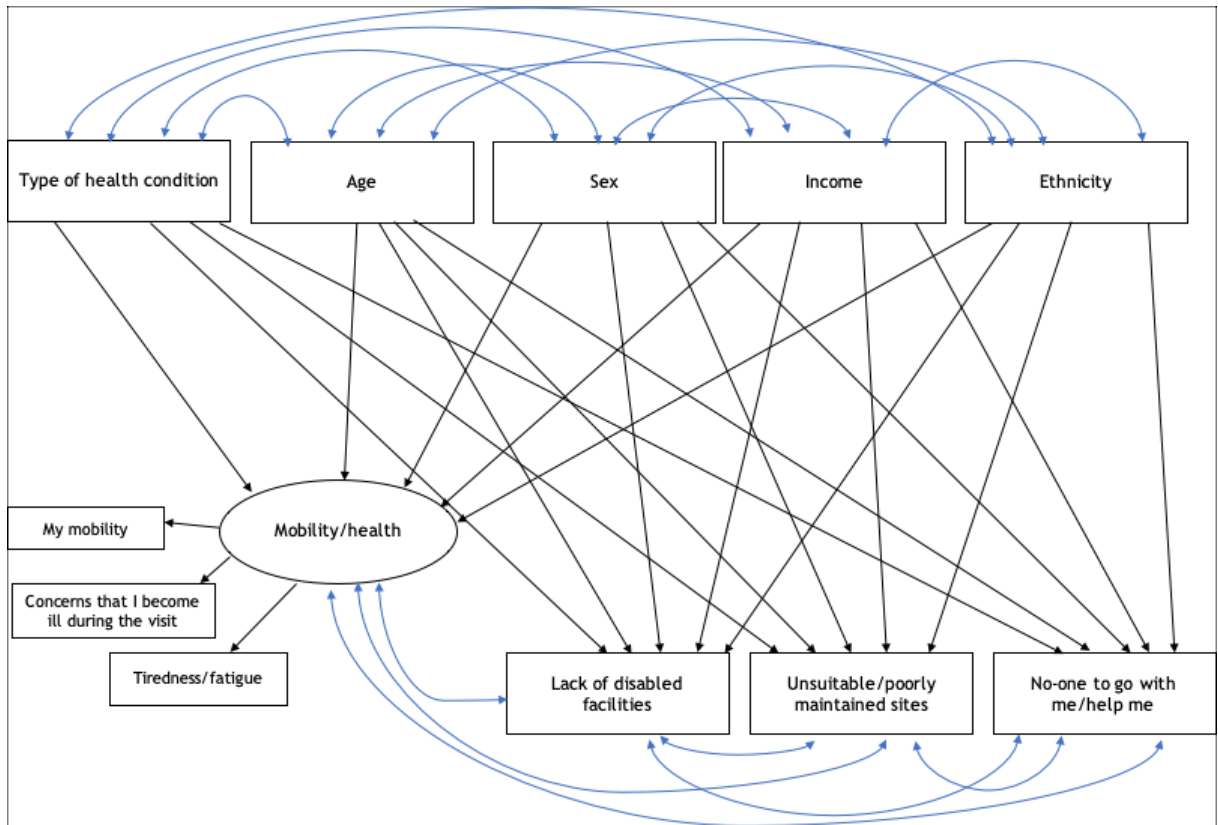 Type of health condition
Age
Sex
Income
Ethnicity
Mobility/health
My mobility
Concerns that I become
ill during the visit
Tiredness/fatigue
Lack of disabled
facilities
Unsuitable/poorly
maintained sites
No-one to go with
me/help me